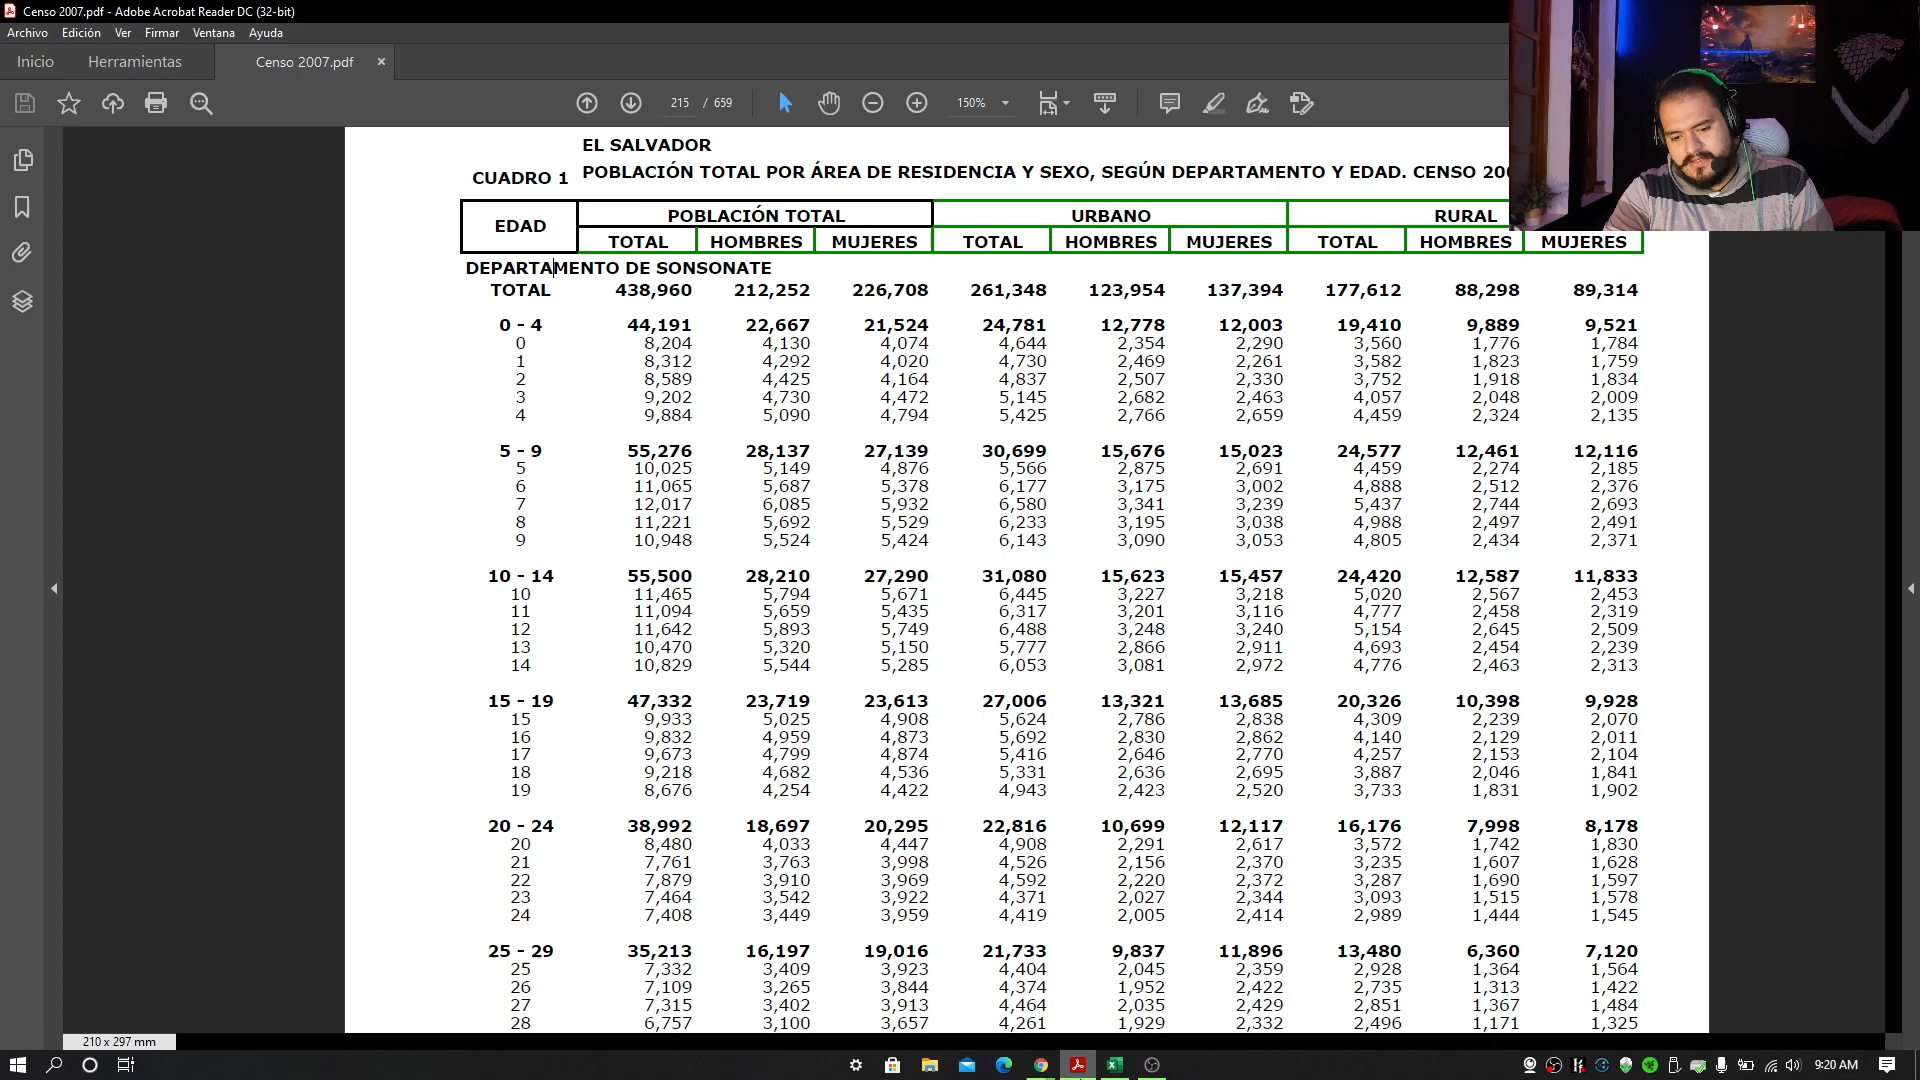 Censo 2007.pdf - Adobe Acrobat Reader DC (32-bit)
Archivo Edición Ver Firmar Ventana Ayuda
Inicio Herramientas Censo 2007.pdf ×
215 / 659 150%
EL SALVADOR
CUADRO 1 POBLACIÓN TOTAL POR ÁREA DE RESIDENCIA Y SEXO, SEGÚN DEPARTAMENTO Y EDAD. CENSO 200
EDAD POBLACIÓN TOTAL URBANO RURAL
TOTAL HOMBRES MUJERES TOTAL HOMBRES MUJERES TOTAL HOMBRES MUJERES
DEPARTAMENTO DE SONSONATE
TOTAL 438,960 212,252 226,708 261,348 123,954 137,394 177,612 88,298 89,314
0 - 4 44,191 22,667 21,524 24,781 12,778 12,003 19,410 9,889 9,521
0 8,204 4,130 4,074 4,644 2,354 2,290 3,560 1,776 1,784
1 8,312 4,292 4,020 4,730 2,469 2,261 3,582 1,823 1,759
2 8,589 4,425 4,164 4,837 2,507 2,330 3,752 1,918 1,834
3 9,202 4,730 4,472 5,145 2,682 2,463 4,057 2,048 2,009
4 9,884 5,090 4,794 5,425 2,766 2,659 4,459 2,324 2,135
5 - 9 55,276 28,137 27,139 30,699 15,676 15,023 24,577 12,461 12,116
5 10,025 5,149 4,876 5,566 2,875 2,691 4,459 2,274 2,185
6 11,065 5,687 5,378 6,177 3,175 3,002 4,888 2,512 2,376
7 12,017 6,085 5,932 6,580 3,341 3,239 5,437 2,744 2,693
8 11,221 5,692 5,529 6,233 3,195 3,038 4,988 2,497 2,491
9 10,948 5,524 5,424 6,143 3,090 3,053 4,805 2,434 2,371
10 - 14 55,500 28,210 27,290 31,080 15,623 15,457 24,420 12,587 11,833
10 11,465 5,794 5,671 6,445 3,227 3,218 5,020 2,567 2,453
11 11,094 5,659 5,435 6,317 3,201 3,116 4,777 2,458 2,319
12 11,642 5,893 5,749 6,488 3,248 3,240 5,154 2,645 2,509
13 10,470 5,320 5,150 5,777 2,866 2,911 4,693 2,454 2,239
14 10,829 5,544 5,285 6,053 3,081 2,972 4,776 2,463 2,313
15 - 19 47,332 23,719 23,613 27,006 13,321 13,685 20,326 10,398 9,928
15 9,933 5,025 4,908 5,624 2,786 2,838 4,309 2,239 2,070
16 9,832 4,959 4,873 5,692 2,830 2,862 4,140 2,129 2,011
17 9,673 4,799 4,874 5,416 2,646 2,770 4,257 2,153 2,104
18 9,218 4,682 4,536 5,331 2,636 2,695 3,887 2,046 1,841
19 8,676 4,254 4,422 4,943 2,423 2,520 3,733 1,831 1,902
20 - 24 38,992 18,697 20,295 22,816 10,699 12,117 16,176 7,998 8,178
20 8,480 4,033 4,447 4,908 2,291 2,617 3,572 1,742 1,830
21 7,761 3,763 3,998 4,526 2,156 2,370 3,235 1,607 1,628
22 7,879 3,910 3,969 4,592 2,220 2,372 3,287 1,690 1,597
23 7,464 3,542 3,922 4,371 2,027 2,344 3,093 1,515 1,578
24 7,408 3,449 3,959 4,419 2,005 2,414 2,989 1,444 1,545
25 - 29 35,213 16,197 19,016 21,733 9,837 11,896 13,480 6,360 7,120
25 7,332 3,409 3,923 4,404 2,045 2,359 2,928 1,364 1,564
26 7,109 3,265 3,844 4,374 1,952 2,422 2,735 1,313 1,422
27 7,315 3,402 3,913 4,464 2,035 2,429 2,851 1,367 1,484
28 6,757 3,100 3,657 4,261 1,929 2,332 2,496 1,171 1,325
210 x 297 mm
9:20 AM